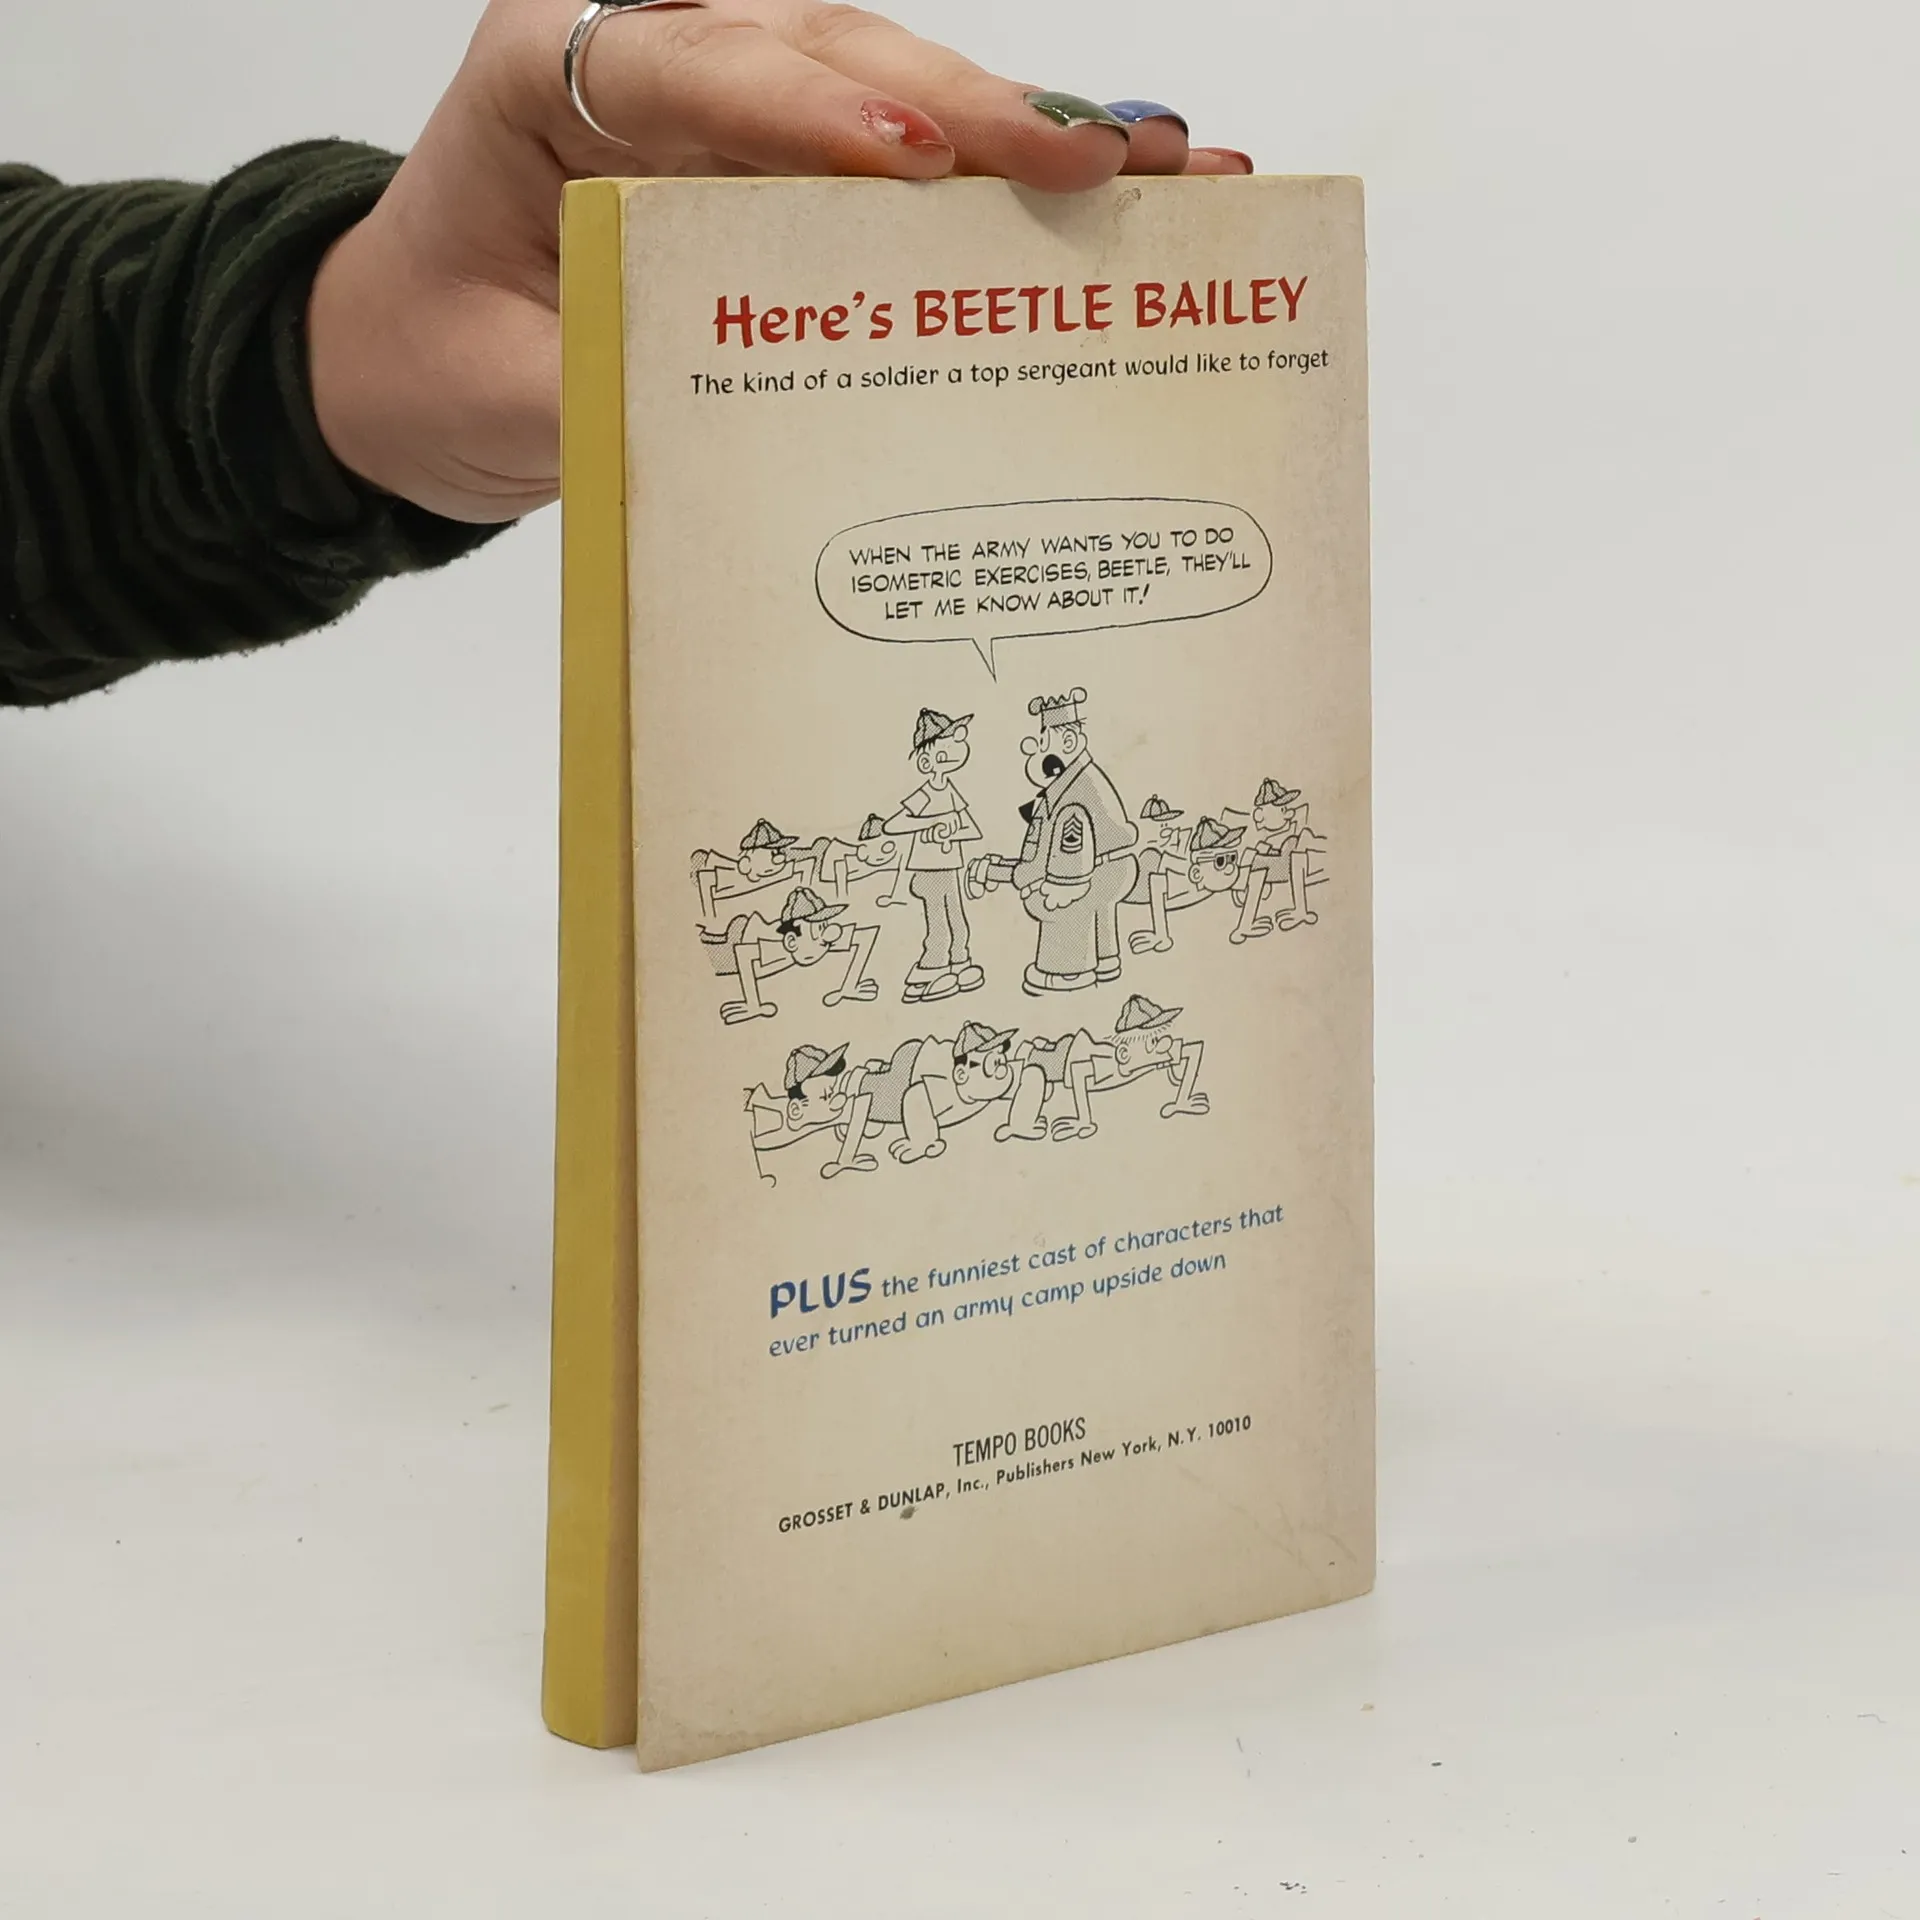 Here's BEETLE BAILEY
The kind of a soldier a top sergeant would like to forget
WHEN THE ARMY WANTS YOU TO DO
ISOMETRIC EXERCISES, BEETLE, THEY'LL
LET ME KNOW ABOUT IT!
PLUS the funniest cast of characters that
ever turned an army camp upside down
TEMPO BOOKS
GROSSET & DUNLAP, Inc., Publishers New York, N.Y. 10010